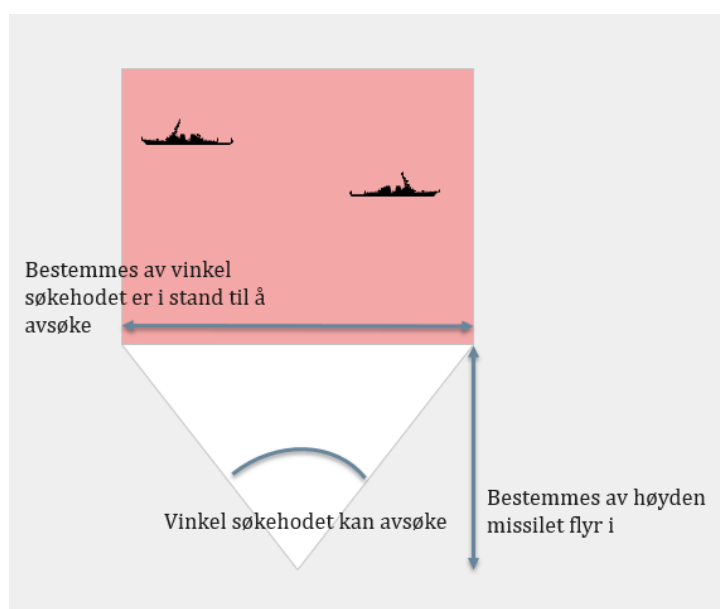 Bestemmes av vinkel
søkehodet er i stand til å
avsøke
Vinkel søkehodet kan avsøke
Bestemmes av høyden
missilet flyr i